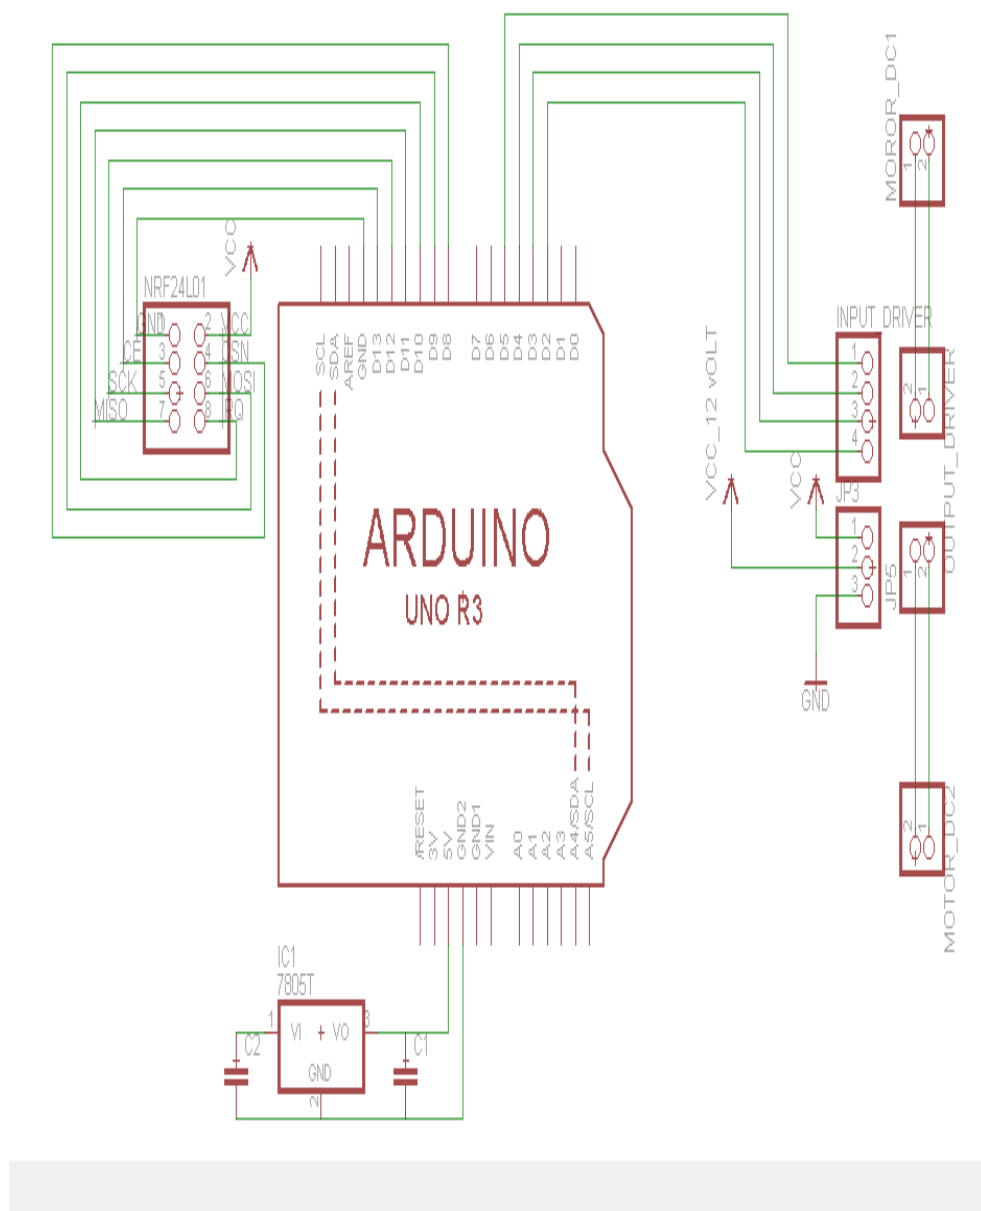 MOROR_DC1
1
2
VCC
NRF24L01
GND
1
2
VCC
CE
3
4
CSN
SCK
5
6
MOSI
MISO
7
8
IRQ
SCL
SDA
AREF
GND
D13
D12
D11
D10
D9
D8
D7
D6
D5
D4
D3
D2
D1
D0
INPUT_DRIVER
1
2
3
4
2
1
OUTPUT_DRIVER
VCC_12 vOLT
VCC
JP3
1
2
3
JP5
1
2
GND
ARDUINO
UNO R3
/RESET
3V
5V
GND2
GND1
VIN
A0
A1
A2
A3
A4/SDA
A5/SCL
2
1
MOTOR_DC2
IC1
7805T
1
VI
VO
3
GND
2
C2
C1